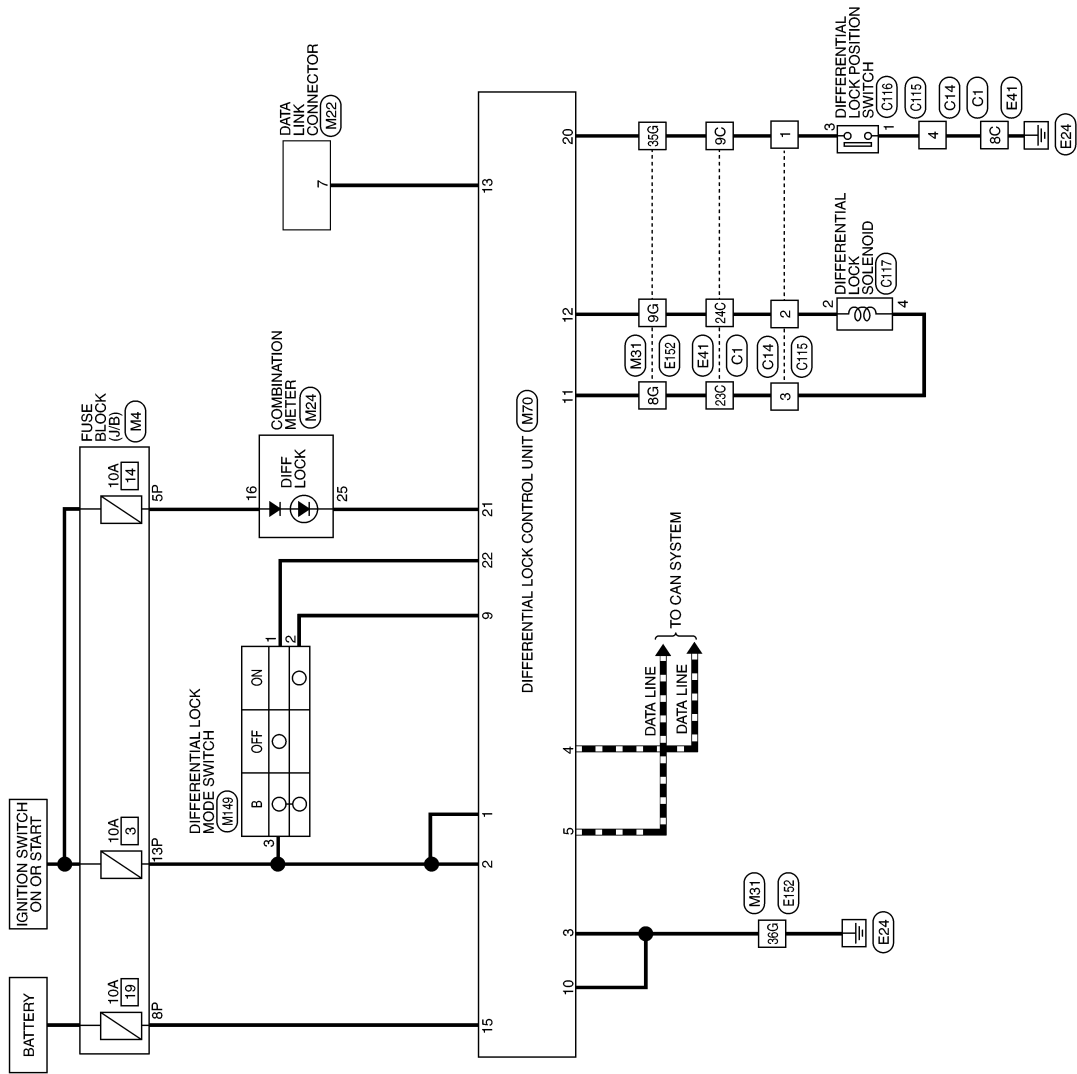 BATTERY
IGNITION SWITCH
ON OR START
FUSE
BLOCK
(J/B)
M4
10A
19
8P
10A
3
13P
10A
14
5P
DIFFERENTIAL LOCK
MODE SWITCH
M149
B
OFF
ON
3
1
2
COMBINATION
METER
M24
16
DIFF
LOCK
25
DATA
LINK
CONNECTOR
M22
7
15
2
1
9
22
21
13
DIFFERENTIAL LOCK CONTROL UNIT
M70
10
3
5
4
11
12
20
36G
M31
E152
E24
DATA LINE
DATA LINE
TO CAN SYSTEM
8G
M31
E152
9G
35G
23C
E41
C1
24C
9C
3
C14
C115
2
1
2
DIFFERENTIAL
LOCK
SOLENOID
C117
4
3
DIFFERENTIAL
LOCK POSITION
SWITCH
C116
1
4
C115
C14
8C
C1
E41
E24